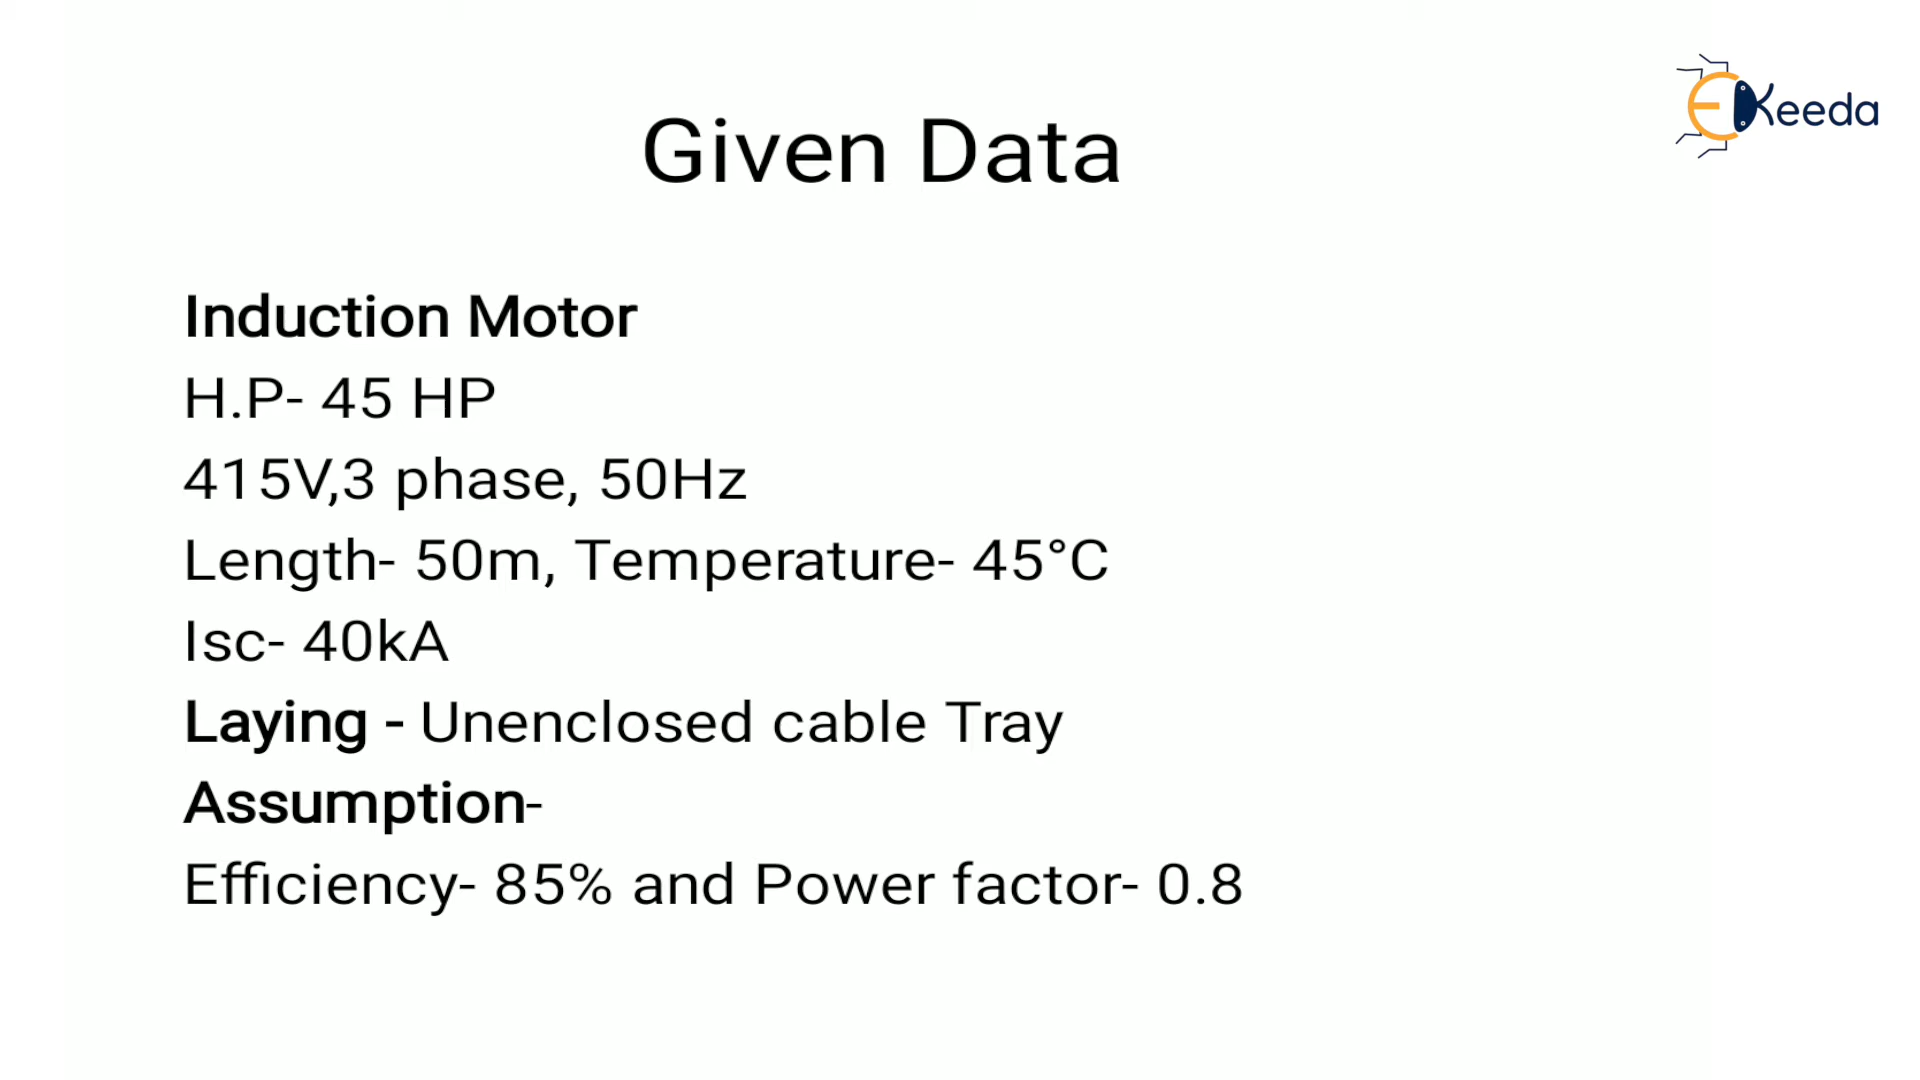 EKeeda
Given Data
Induction Motor
H.P- 45 HP
415V,3 phase, 50Hz
Length- 50m, Temperature- 45°C
Isc- 40kA
Laying - Unenclosed cable Tray
Assumption-
Efficiency- 85% and Power factor- 0.8